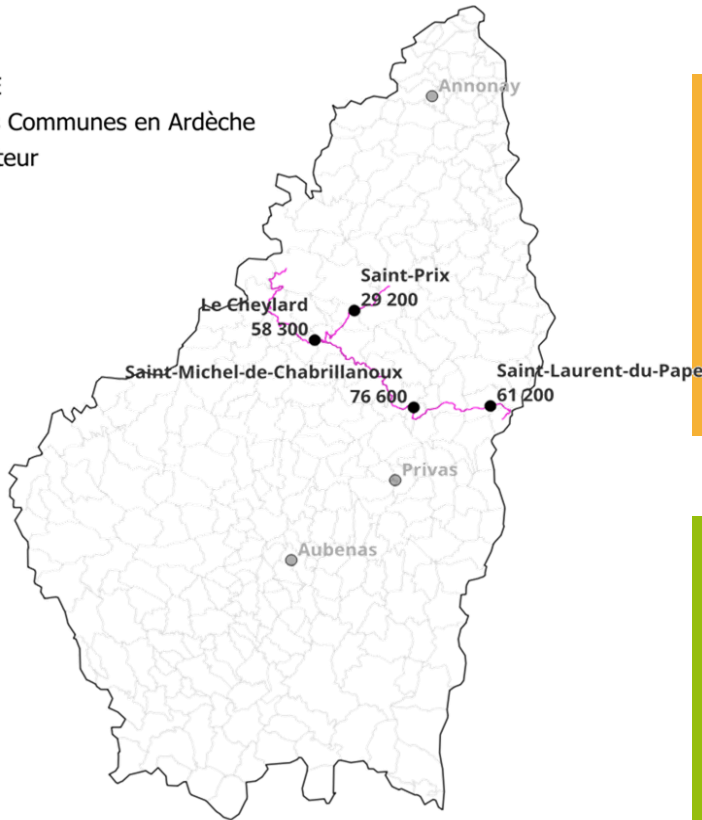 Communes en Ardèche
Annonay
Saint-Prix
29 200
Le Cheylard
58 300
Saint-Michel-de-Chabrillanoux
76 600
Saint-Laurent-du-Pape
61 200
Privas
Aubenas